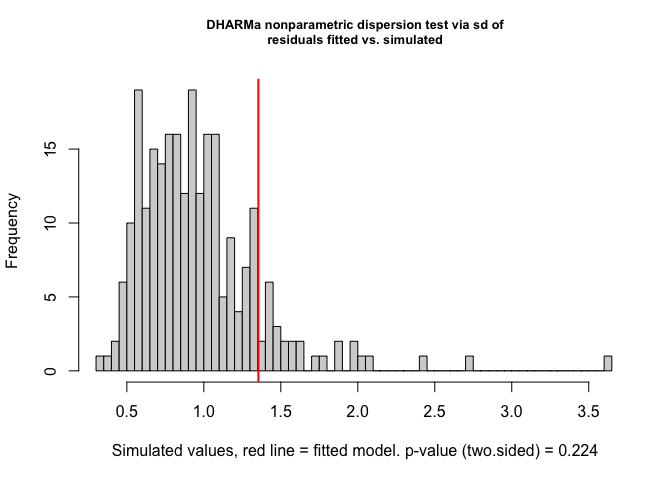 DHARMa nonparametric dispersion test via sd of
residuals fitted vs. simulated
Frequency
15
10
5
0
0.5 1.0 1.5 2.0 2.5 3.0 3.5
Simulated values, red line = fitted model. p-value (two.sided) = 0.224